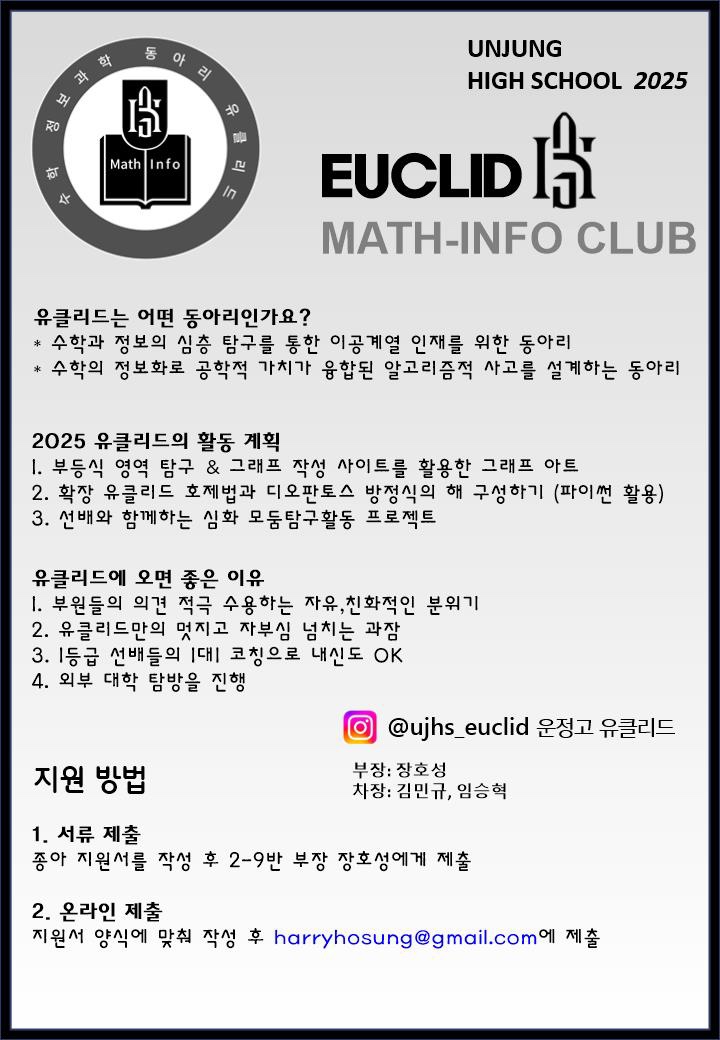 수학 정보과학 동아리 유클리드
Math Info
UNJUNG
HIGH SCHOOL 2025
EUCLID
MATH-INFO CLUB
유클리드는 어떤 동아리인가요?
* 수학과 정보의 심층 탐구를 통한 이공계열 인재를 위한 동아리
* 수학의 정보화로 공학적 가치가 융합된 알고리즘적 사고를 설계하는 동아리
2025 유클리드의 활동 계획
1. 부등식 영역 탐구 & 그래프 작성 사이트를 활용한 그래프 아트
2. 확장 유클리드 호제법과 디오판토스 방정식의 해 구성하기 (파이썬 활용)
3. 선배와 함께하는 심화 모둠탐구활동 프로젝트
유클리드에 오면 좋은 이유
1. 부원들의 의견 적극 수용하는 자유,친화적인 분위기
2. 유클리드만의 멋지고 자부심 넘치는 과잠
3. 1등급 선배들의 1대1 코칭으로 내신도 OK
4. 외부 대학 탐방을 진행
@ujhs_euclid 운정고 유클리드
지원 방법
부장: 장호성
차장: 김민규, 임승혁
1. 서류 제출
종아 지원서를 작성 후 2-9반 부장 장호성에게 제출
2. 온라인 제출
지원서 양식에 맞춰 작성 후 harryhosung@gmail.com에 제출